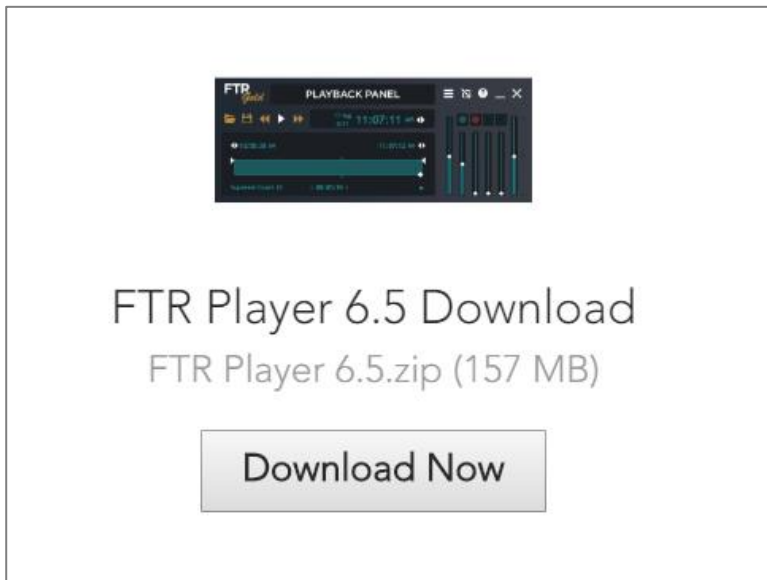 FTR
Gold
PLAYBACK PANEL
11:07:11
FTR Player 6.5 Download
FTR Player 6.5.zip (157 MB)
Download Now